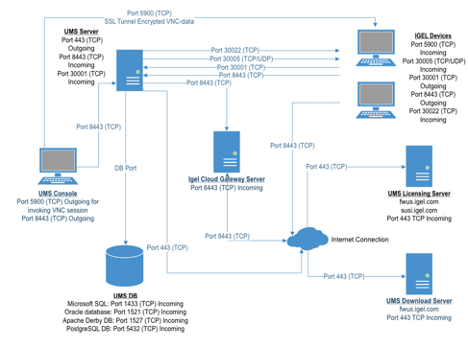 Port 5900 (TCP)
SSL Tunnel Encrypted VNC-data
UMS Server
Port 443 (TCP)
Outgoing
Port 8443 (TCP)
Incoming
Port 30001 (TCP)
Incoming
Port 30022 (TCP)
Port 30005 (TCP/UDP)
Port 30001 (TCP)
Port 8443 (TCP)
Port 8443 (TCP)
IGEL Devices
Port 5900 (TCP)
Incoming
Port 30005 (TCP/UDP)
Incoming
Port 30001 (TCP)
Outgoing
Port 8443 (TCP)
Outgoing
Port 30022 (TCP)
Incoming
Port 8443 (TCP)
DB Port
Igel Cloud Gateway Server
Port 8443 (TCP) Incoming
Port 443 (TCP)
UMS Console
Port 5900 (TCP) Outgoing for
invoking VNC session
Port 8443 (TCP) Outgoing
UMS Licensing Server
fwus.igel.com
susi.igel.com
Port 443 TCP Incoming
Port 443 (TCP)
Port 8443 (TCP)
Internet Connection
Port 443 (TCP)
UMS DB
Microsoft SQL: Port 1433 (TCP) Incoming
Oracle database: Port 1521 (TCP) Incoming
Apache Derby DB: Port 1527 (TCP) Incoming
PostgreSQL DB: Port 5432 (TCP) Incoming
UMS Download Server
fwus.igel.com
Port 443 TCP Incoming